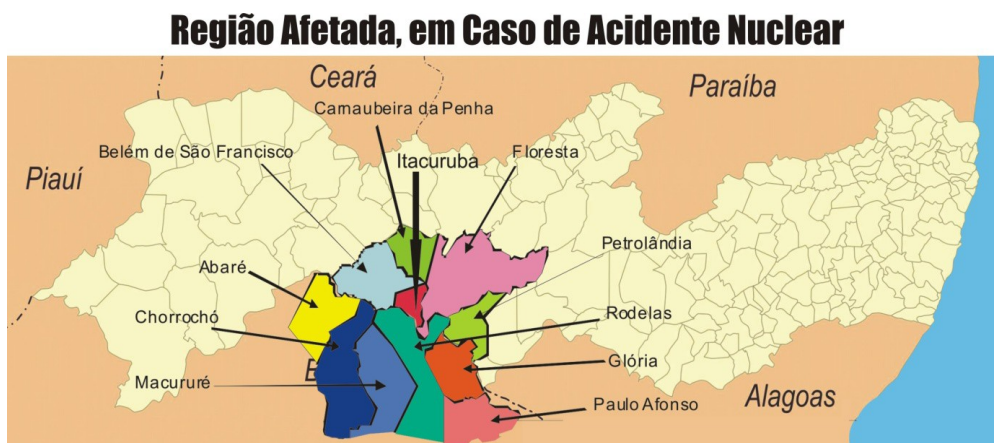 Região Afetada, em Caso de Acidente Nuclear
Ceará
Paraíba
Carnaubeira da Penha
Belém de São Francisco
Itacuruba
Floresta
Piauí
Petrolândia
Abaré
Chorrochó
Rodelas
Glória
Macururé
Alagoas
Paulo Afonso